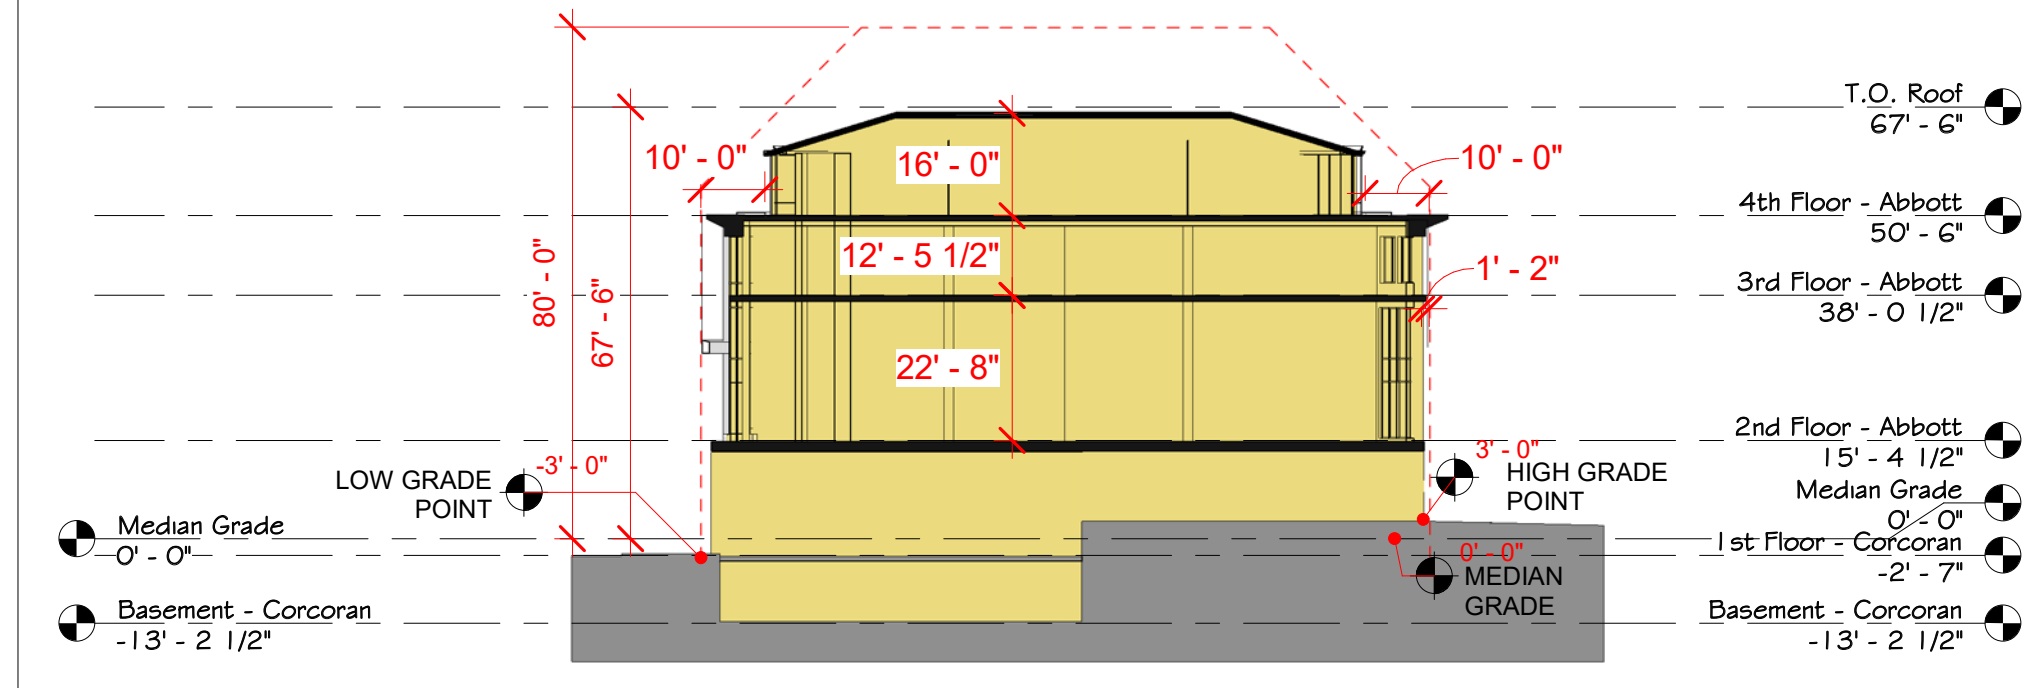 T.O. Roof
67' - 6"
10' - 0"
16' - 0"
10' - 0"
4th Floor - Abbott
50' - 6"
80' - 0"
67' - 6"
12' - 5 1/2"
1' - 2"
3rd Floor - Abbott
38' - 0 1/2"
22' - 8"
2nd Floor - Abbott
15' - 4 1/2"
-3' - 0"
LOW GRADE
POINT
3' - 0"
HIGH GRADE
POINT
Median Grade
0' - 0"
Median Grade
0' - 0"
1st Floor - Corcoran
-2' - 7"
0' - 0"
MEDIAN
GRADE
Basement - Corcoran
-13' - 2 1/2"
Basement - Corcoran
-13' - 2 1/2"